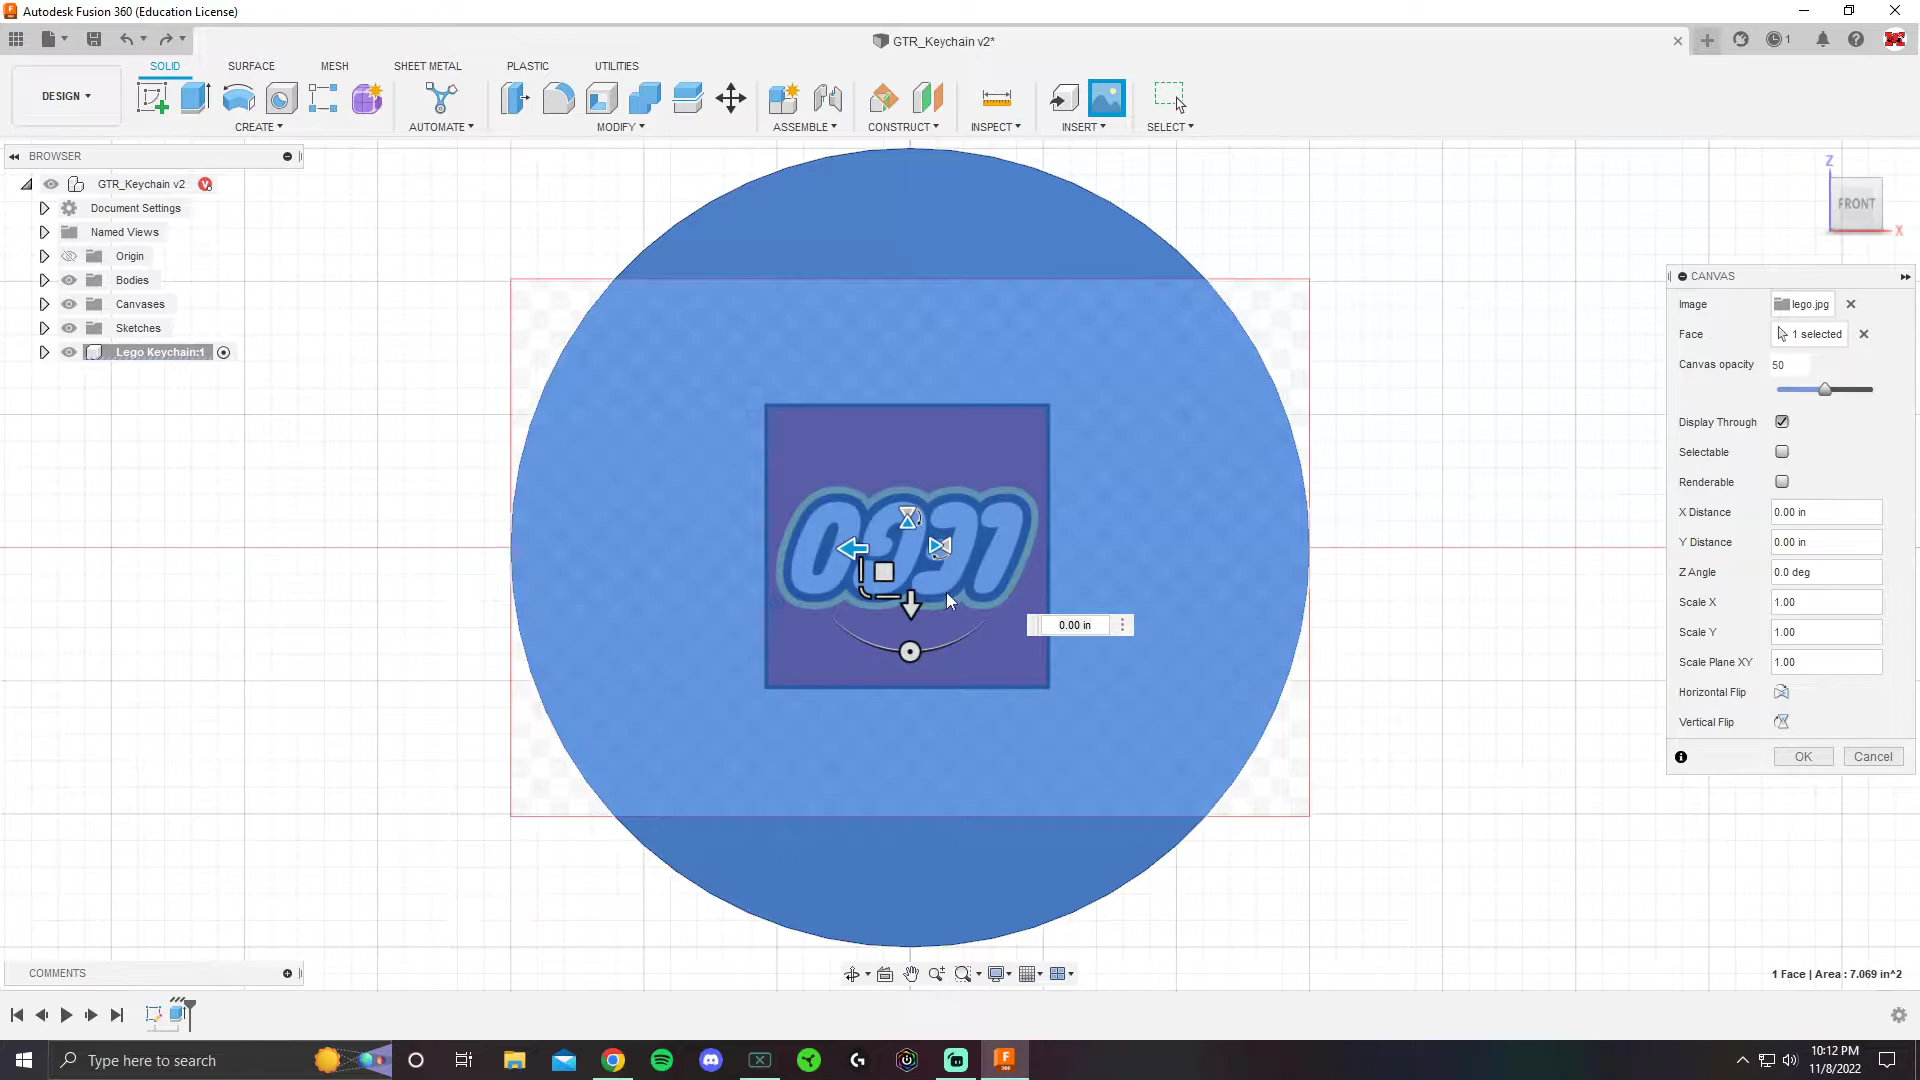 Autodesk Fusion 360 (Education License)
GTR_Keychain v2*
1
DESIGN
SOLID
SURFACE
MESH
SHEET METAL
PLASTIC
UTILITIES
CREATE
AUTOMATE
MODIFY
ASSEMBLE
CONSTRUCT
INSPECT
INSERT
SELECT
BROWSER
GTR_Keychain v2
Document Settings
Named Views
Origin
Bodies
Canvases
Sketches
Lego Keychain:1
Z
FRONT
X
CANVAS
Image lego.jpg
Face 1 selected
Canvas opacity 50
Display Through
Selectable
Renderable
X Distance 0.00 in
Y Distance 0.00 in
Z Angle 0.0 deg
Scale X 1.00
Scale Y 1.00
Scale Plane XY 1.00
Horizontal Flip
Vertical Flip
OK Cancel
0.00 in
COMMENTS
1 Face | Area : 7.069 in^2
Type here to search
10:12 PM
11/8/2022